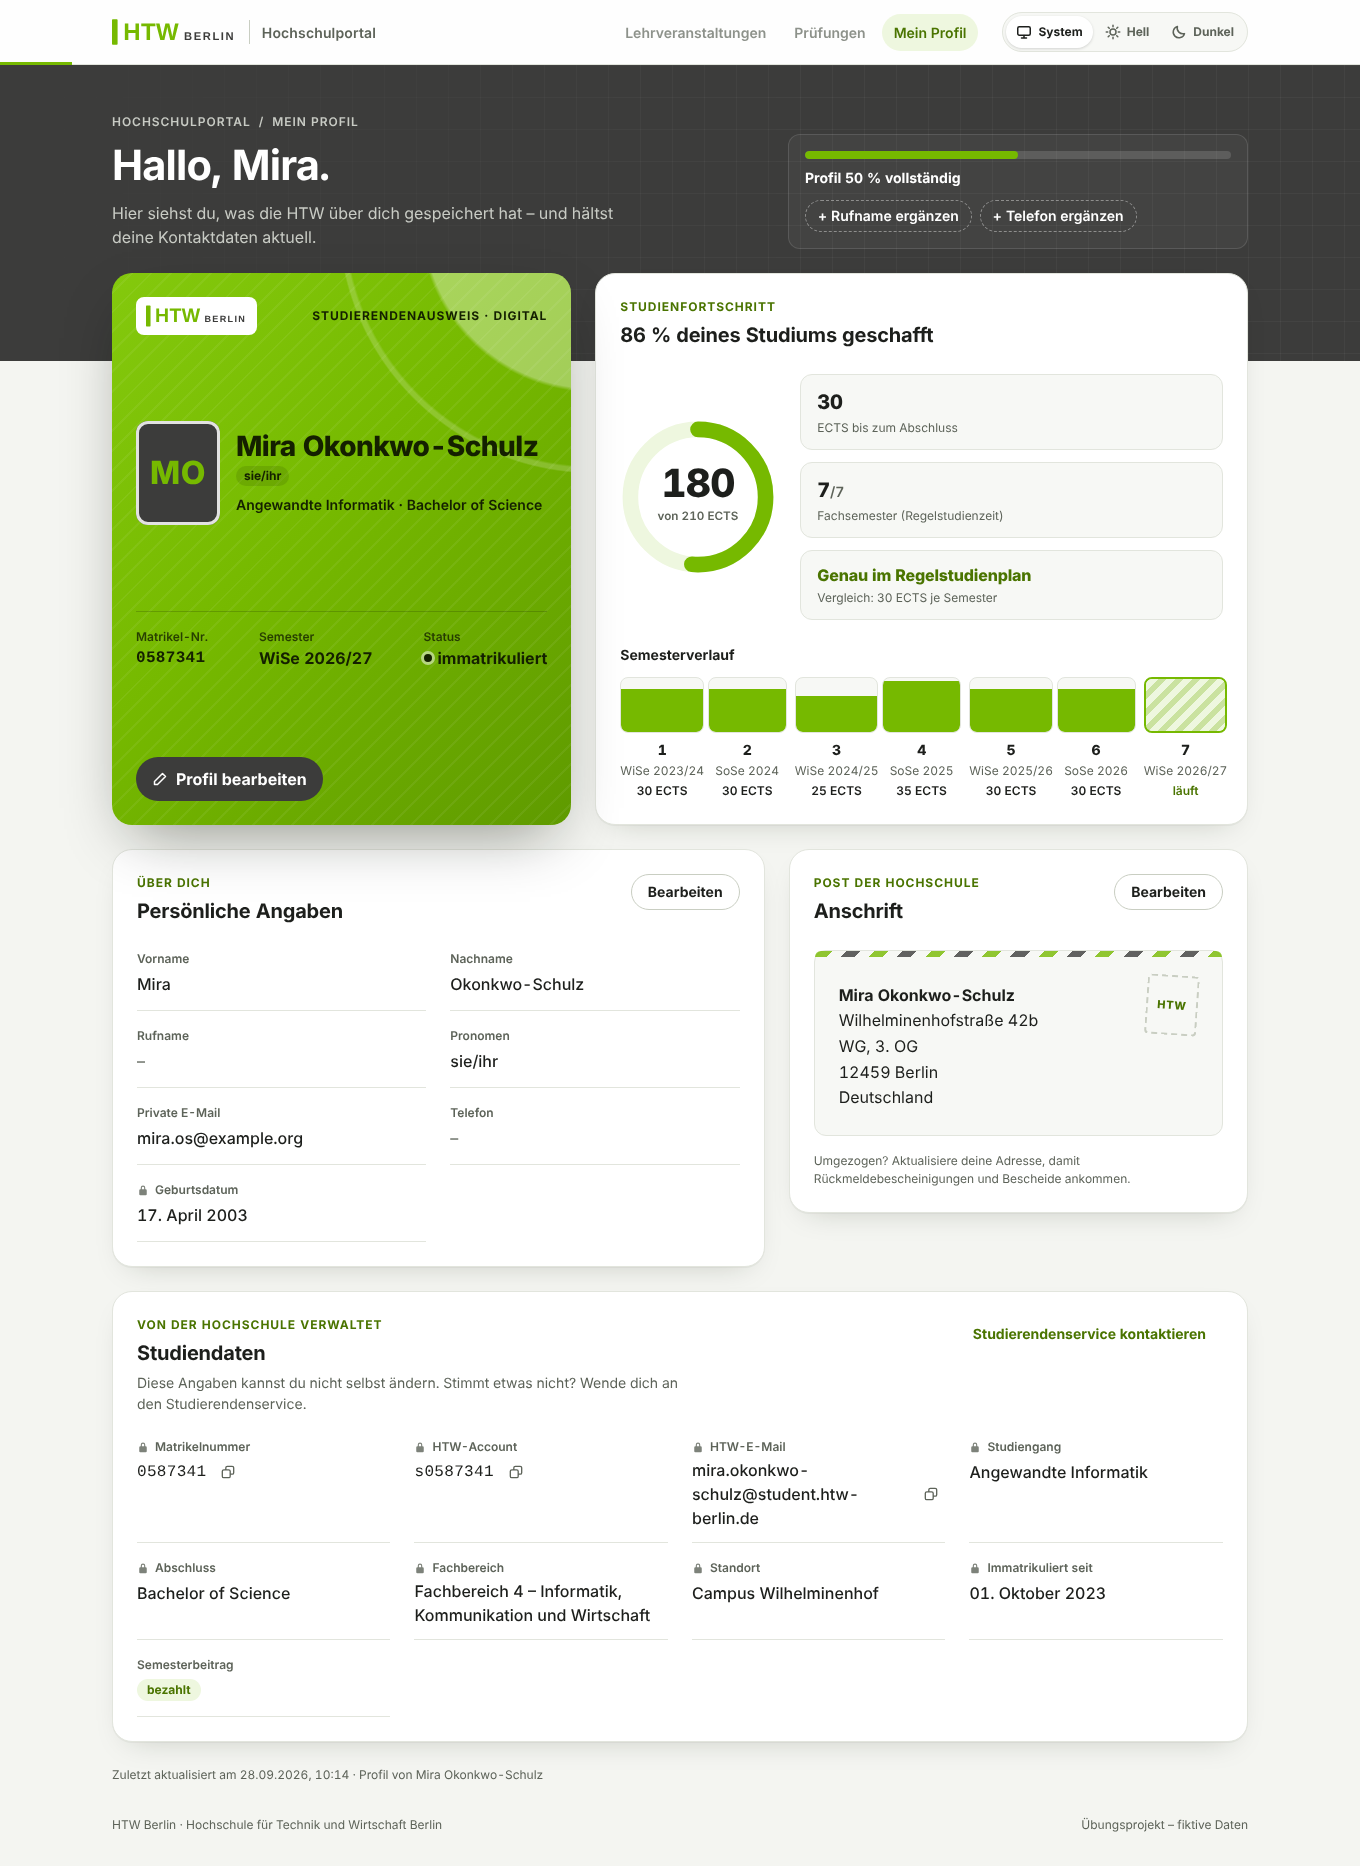 HTW BERLIN
Hochschulportal
Lehrveranstaltungen
Prüfungen
Mein Profil
System
Hell
Dunkel
HOCHSCHULPORTAL / MEIN PROFIL
Hallo, Mira.
Hier siehst du, was die HTW über dich gespeichert hat – und hältst
deine Kontaktdaten aktuell.
Profil 50 % vollständig
+ Rufname ergänzen
+ Telefon ergänzen
HTW BERLIN
STUDIERENDENAUSWEIS · DIGITAL
MO
Mira Okonkwo-Schulz
sie/ihr
Angewandte Informatik · Bachelor of Science
Matrikel-Nr.
0587341
Semester
WiSe 2026/27
Status
immatrikuliert
Profil bearbeiten
STUDIENFORTSCHRITT
86 % deines Studiums geschafft
180
von 210 ECTS
30
ECTS bis zum Abschluss
7/7
Fachsemester (Regelstudienzeit)
Genau im Regelstudienplan
Vergleich: 30 ECTS je Semester
Semesterverlauf
1
WiSe 2023/24
30 ECTS
2
SoSe 2024
30 ECTS
3
WiSe 2024/25
25 ECTS
4
SoSe 2025
35 ECTS
5
WiSe 2025/26
30 ECTS
6
SoSe 2026
30 ECTS
7
WiSe 2026/27
läuft
ÜBER DICH
Persönliche Angaben
Bearbeiten
Vorname
Mira
Nachname
Okonkwo-Schulz
Rufname
–
Pronomen
sie/ihr
Private E-Mail
mira.os@example.org
Telefon
–
Geburtsdatum
17. April 2003
POST DER HOCHSCHULE
Anschrift
Bearbeiten
HTW
Mira Okonkwo-Schulz
Wilhelminenhofstraße 42b
WG, 3. OG
12459 Berlin
Deutschland
Umgezogen? Aktualisiere deine Adresse, damit
Rückmeldebescheinigungen und Bescheide ankommen.
VON DER HOCHSCHULE VERWALTET
Studiendaten
Diese Angaben kannst du nicht selbst ändern. Stimmt etwas nicht? Wende dich an
den Studierendenservice.
Studierendenservice kontaktieren
Matrikelnummer
0587341
HTW-Account
s0587341
HTW-E-Mail
mira.okonkwo-
schulz@student.htw-
berlin.de
Studiengang
Angewandte Informatik
Abschluss
Bachelor of Science
Fachbereich
Fachbereich 4 – Informatik,
Kommunikation und Wirtschaft
Standort
Campus Wilhelminenhof
Immatrikuliert seit
01. Oktober 2023
Semesterbeitrag
bezahlt
Zuletzt aktualisiert am 28.09.2026, 10:14 · Profil von Mira Okonkwo-Schulz
HTW Berlin · Hochschule für Technik und Wirtschaft Berlin
Übungsprojekt – fiktive Daten